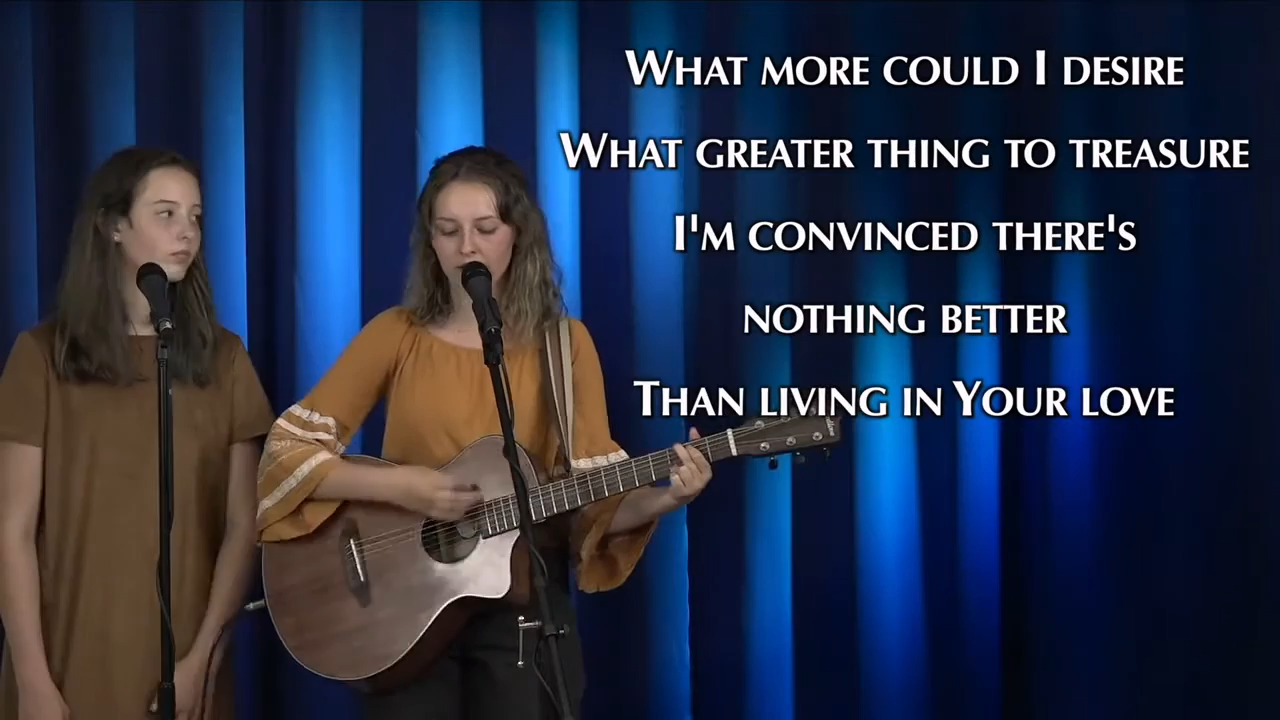 What more could I desire
What greater thing to treasure
I'm convinced there's
nothing better
Than living in Your love